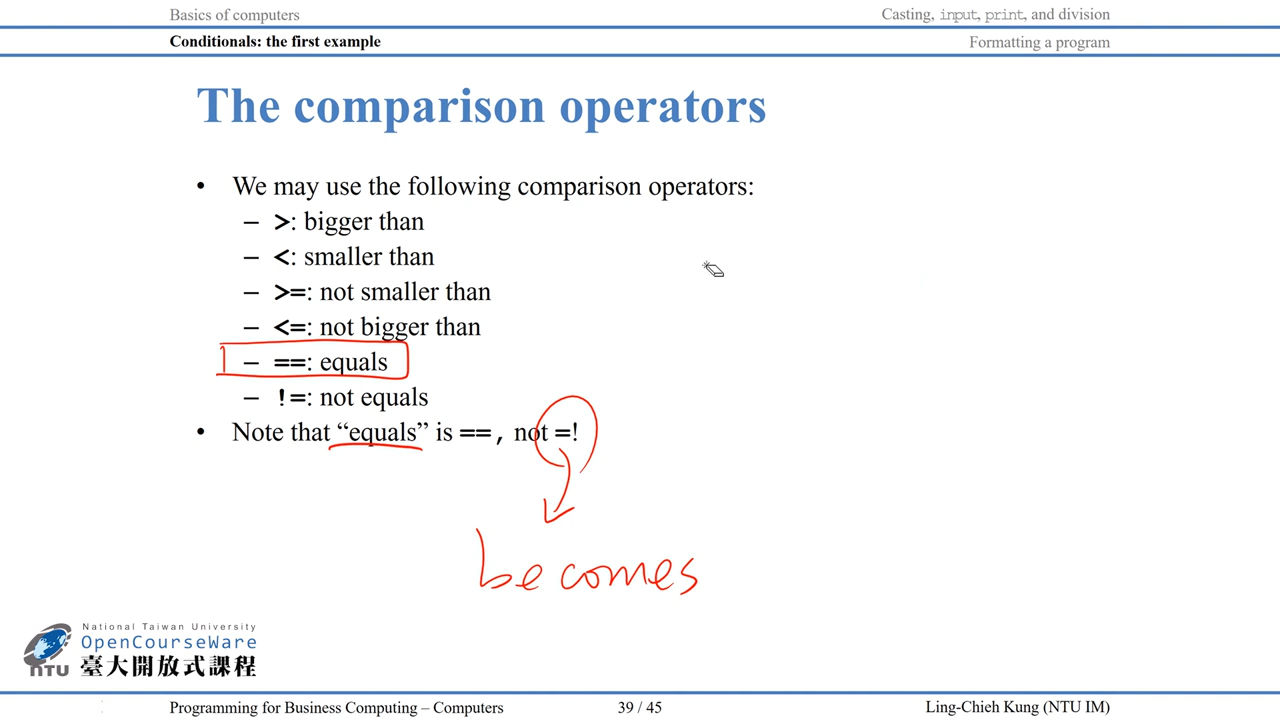 Basics of computers
Casting, input, print, and division
Conditionals: the first example
Formatting a program
The comparison operators
• We may use the following comparison operators:
– >: bigger than
– <: smaller than
– >=: not smaller than
– <=: not bigger than
– ==: equals
– !=: not equals
• Note that “equals” is ==, not =!
becomes
National Taiwan University
OpenCourseWare
NTU 臺大開放式課程
Programming for Business Computing – Computers
39 / 45
Ling-Chieh Kung (NTU IM)